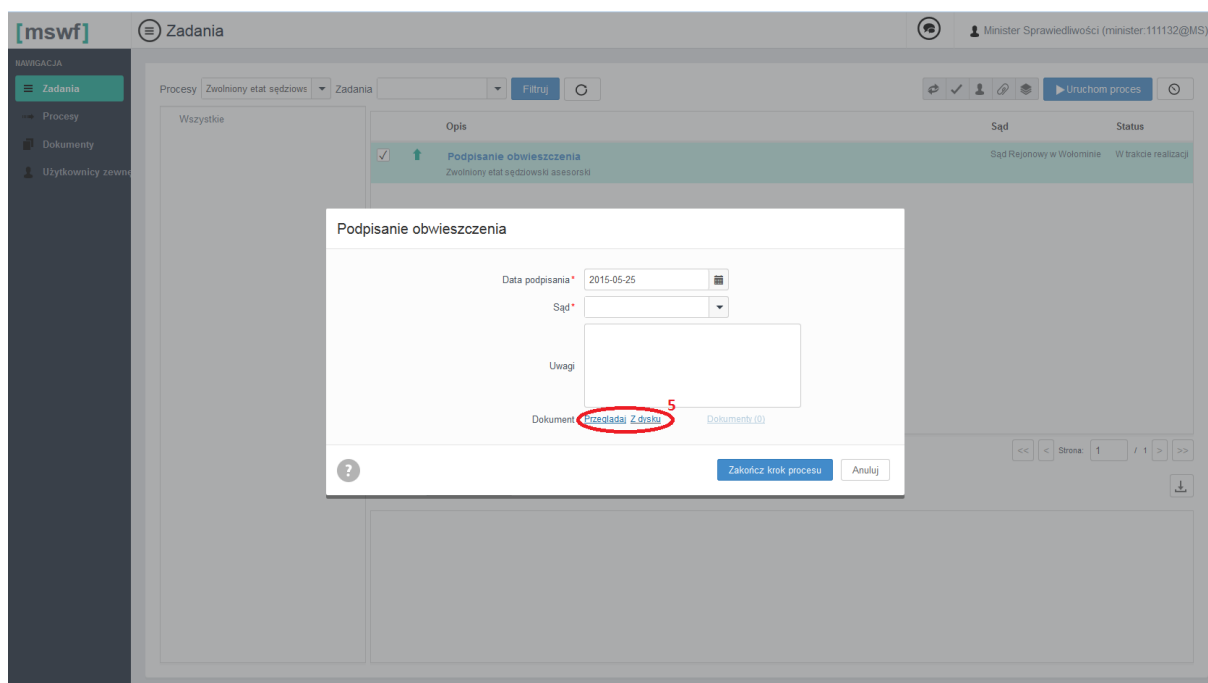 [mswf]
Zadania
Minister Sprawiedliwości (minister:111132@MS)
NAWIGACJA
Zadania
Procesy
Dokumenty
Użytkownicy zewnę
Procesy Zwolniony etat sędziows Zadania Filtruj Uruchom proces
Wszystkie
Opis Sąd Status
Podpisanie obwieszczenia Sąd Rejonowy w Wołominie W trakcie realizacji
Zwolniony etat sędziowski asesorski
Podpisanie obwieszczenia
Data podpisania* 2015-05-25
Sąd*
Uwagi
5
Dokument Przeglądaj Z dysku Dokumenty (0)
<< < Strona: 1 / 1 > >>
? Zakończ krok procesu Anuluj